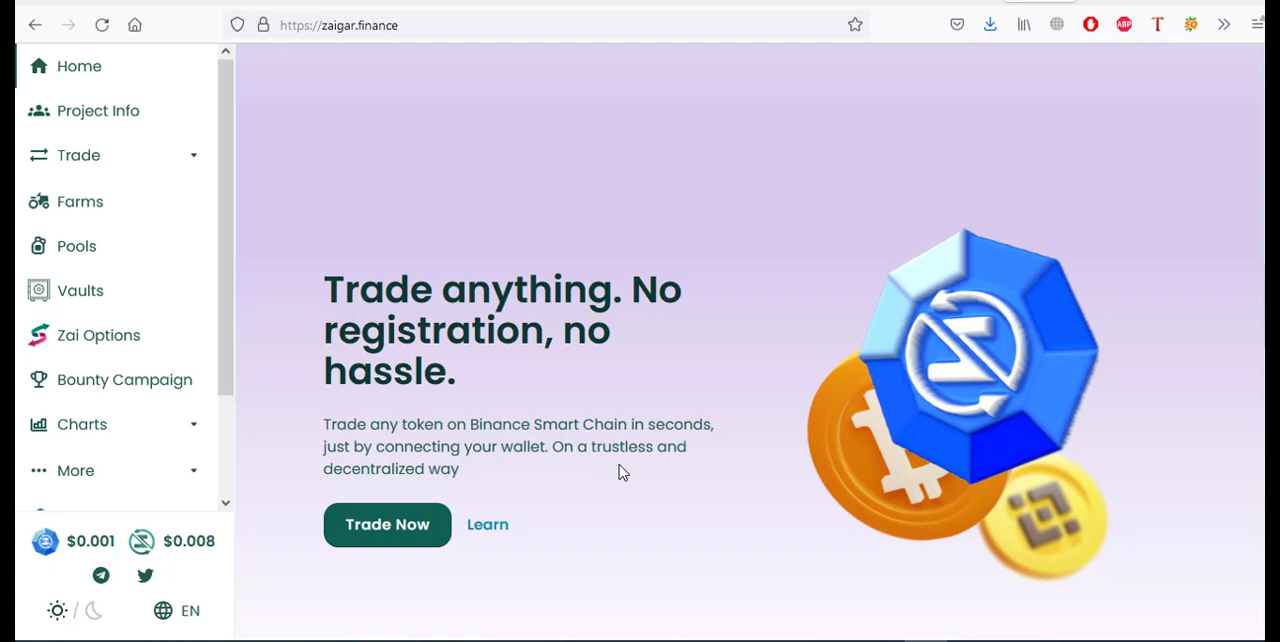 https://zaigar.finance
ABP
T
Home
Project Info
Trade
Farms
Pools
Vaults
Zai Options
Bounty Campaign
Charts
More
$0.001
$0.008
/
EN
Trade anything. No
registration, no
hassle.
Trade any token on Binance Smart Chain in seconds,
just by connecting your wallet. On a trustless and
decentralized way
Trade Now
Learn